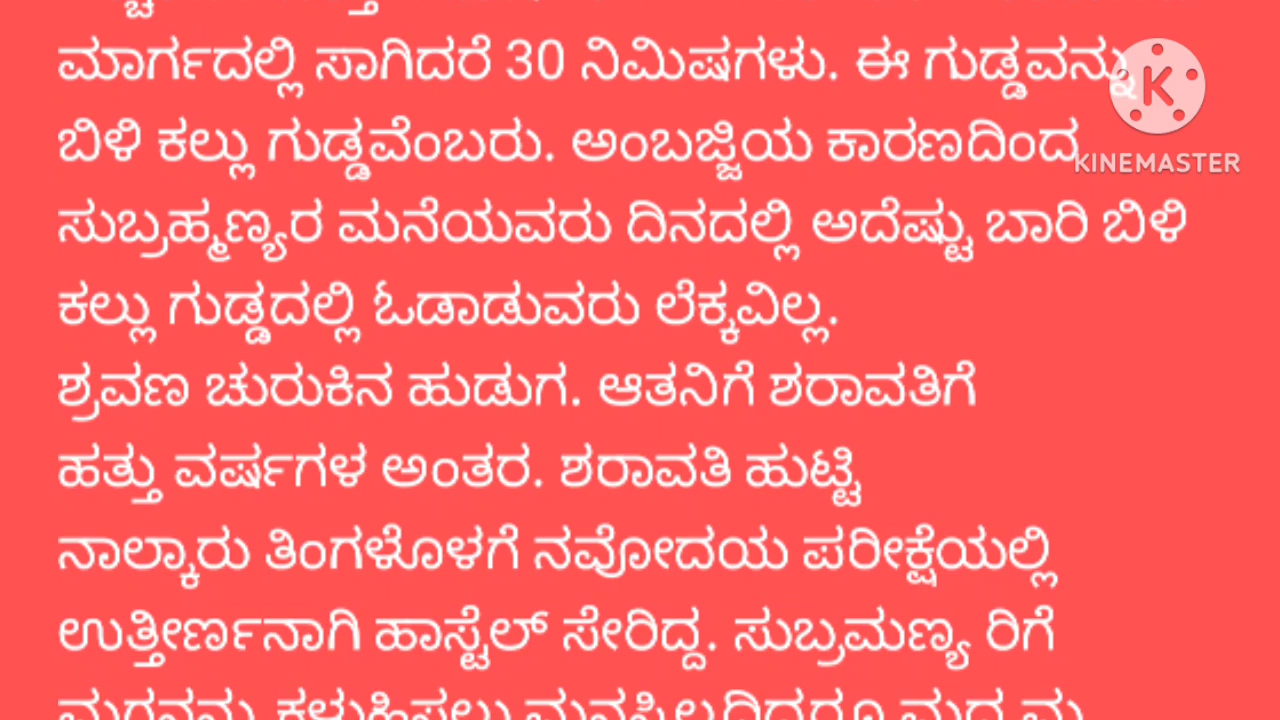 ಮಾರ್ಗದಲ್ಲಿ ಸಾಗಿದರೆ 30 ನಿಮಿಷಗಳು. ಈ ಗುಡ್ಡವನ್ನು
ಬಿಳಿ ಕಲ್ಲು ಗುಡ್ಡವೆಂಬರು. ಅಂಬಜ್ಜಿಯ ಕಾರಣದಿಂದ
KINEMASTER
ಸುಬ್ರಹ್ಮಣ್ಯರ ಮನೆಯವರು ದಿನದಲ್ಲಿ ಅದೆಷ್ಟು ಬಾರಿ ಬಿಳಿ
ಕಲ್ಲು ಗುಡ್ಡದಲ್ಲಿ ಓಡಾಡುವರು ಲೆಕ್ಕವಿಲ್ಲ.
ಶ್ರವಣ ಚುರುಕಿನ ಹುಡುಗ. ಆತನಿಗೆ ಶರಾವತಿಗೆ
ಹತ್ತು ವರ್ಷಗಳ ಅಂತರ. ಶರಾವತಿ ಹುಟ್ಟಿ
ನಾಲ್ಕಾರು ತಿಂಗಳೊಳಗೆ ನವೋದಯ ಪರೀಕ್ಷೆಯಲ್ಲಿ
ಉತ್ತೀರ್ಣನಾಗಿ ಹಾಸ್ಟೆಲ್ ಸೇರಿದ್ದ. ಸುಬ್ರಮಣ್ಯ ರಿಗೆ